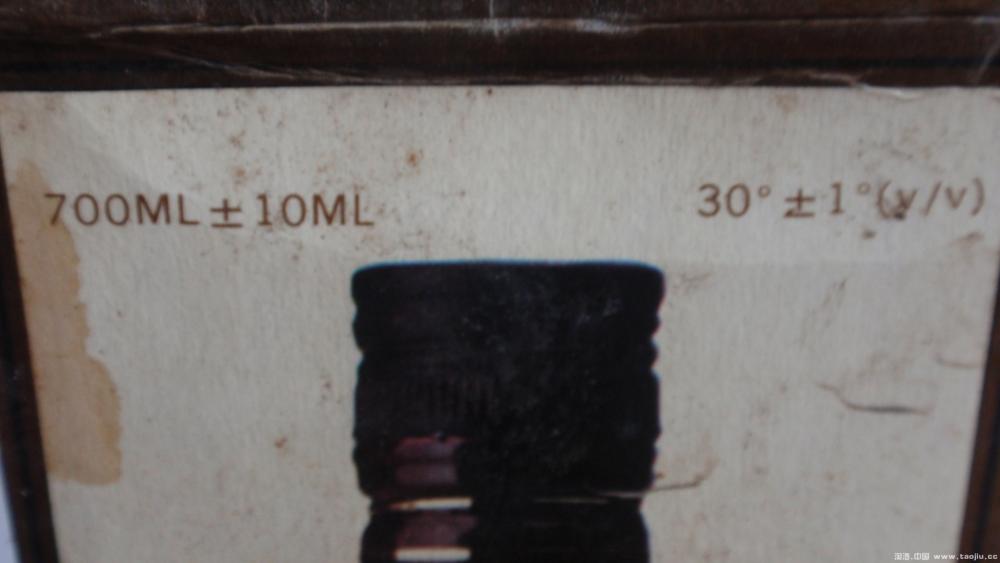 700ML±10ML
30°±1°(v/v)
淘酒.中国 www.taojiu.cc